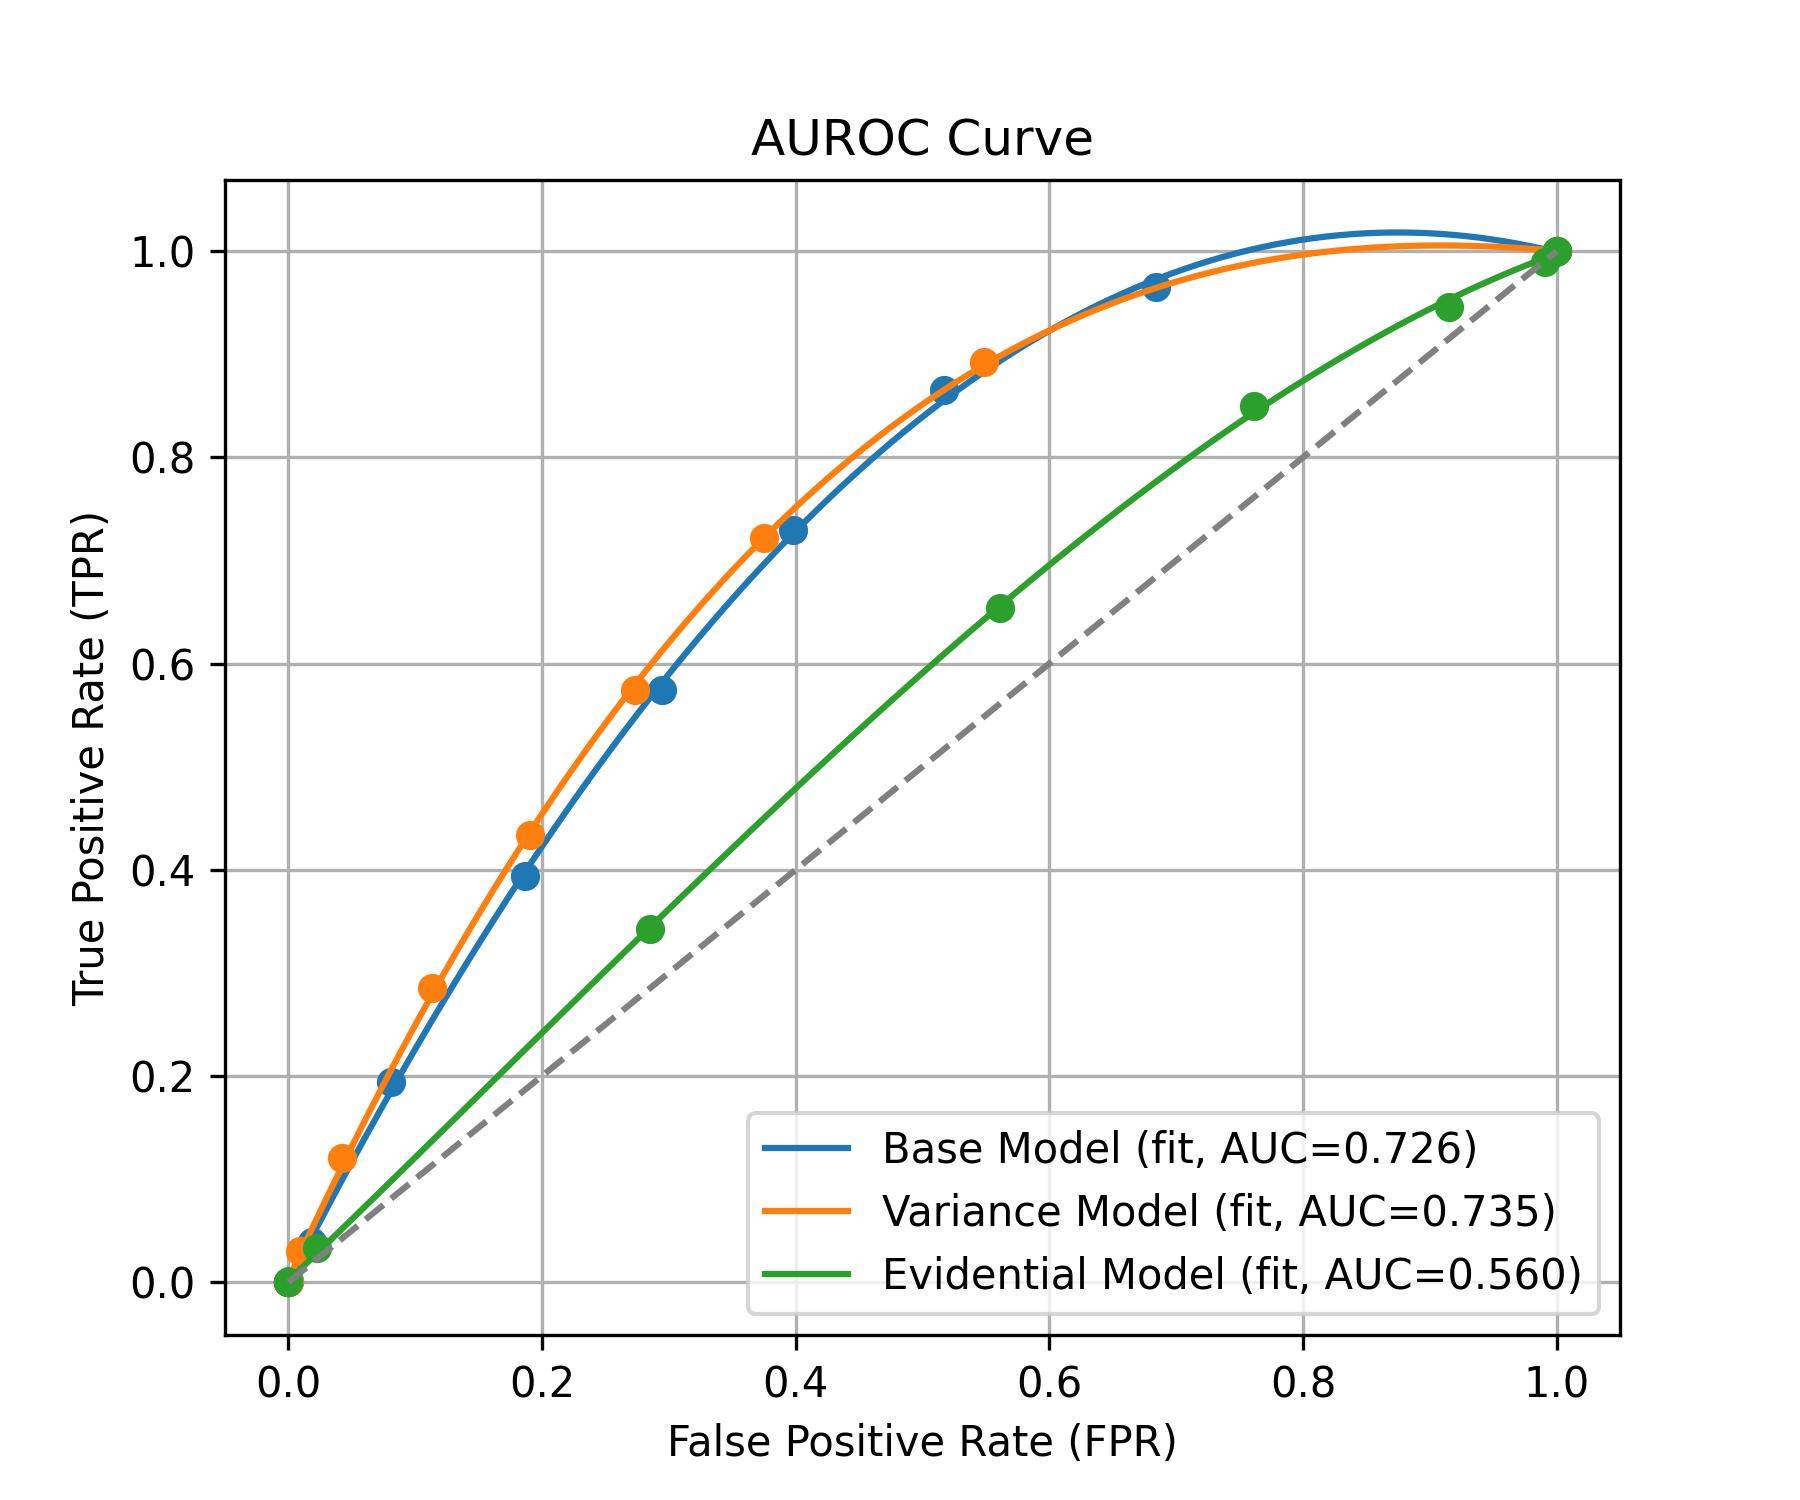 AUROC Curve
True Positive Rate (TPR)
1.0
0.8
0.6
0.4
0.2
0.0
Base Model (fit, AUC=0.726)
Variance Model (fit, AUC=0.735)
Evidential Model (fit, AUC=0.560)
0.0 0.2 0.4 0.6 0.8 1.0
False Positive Rate (FPR)